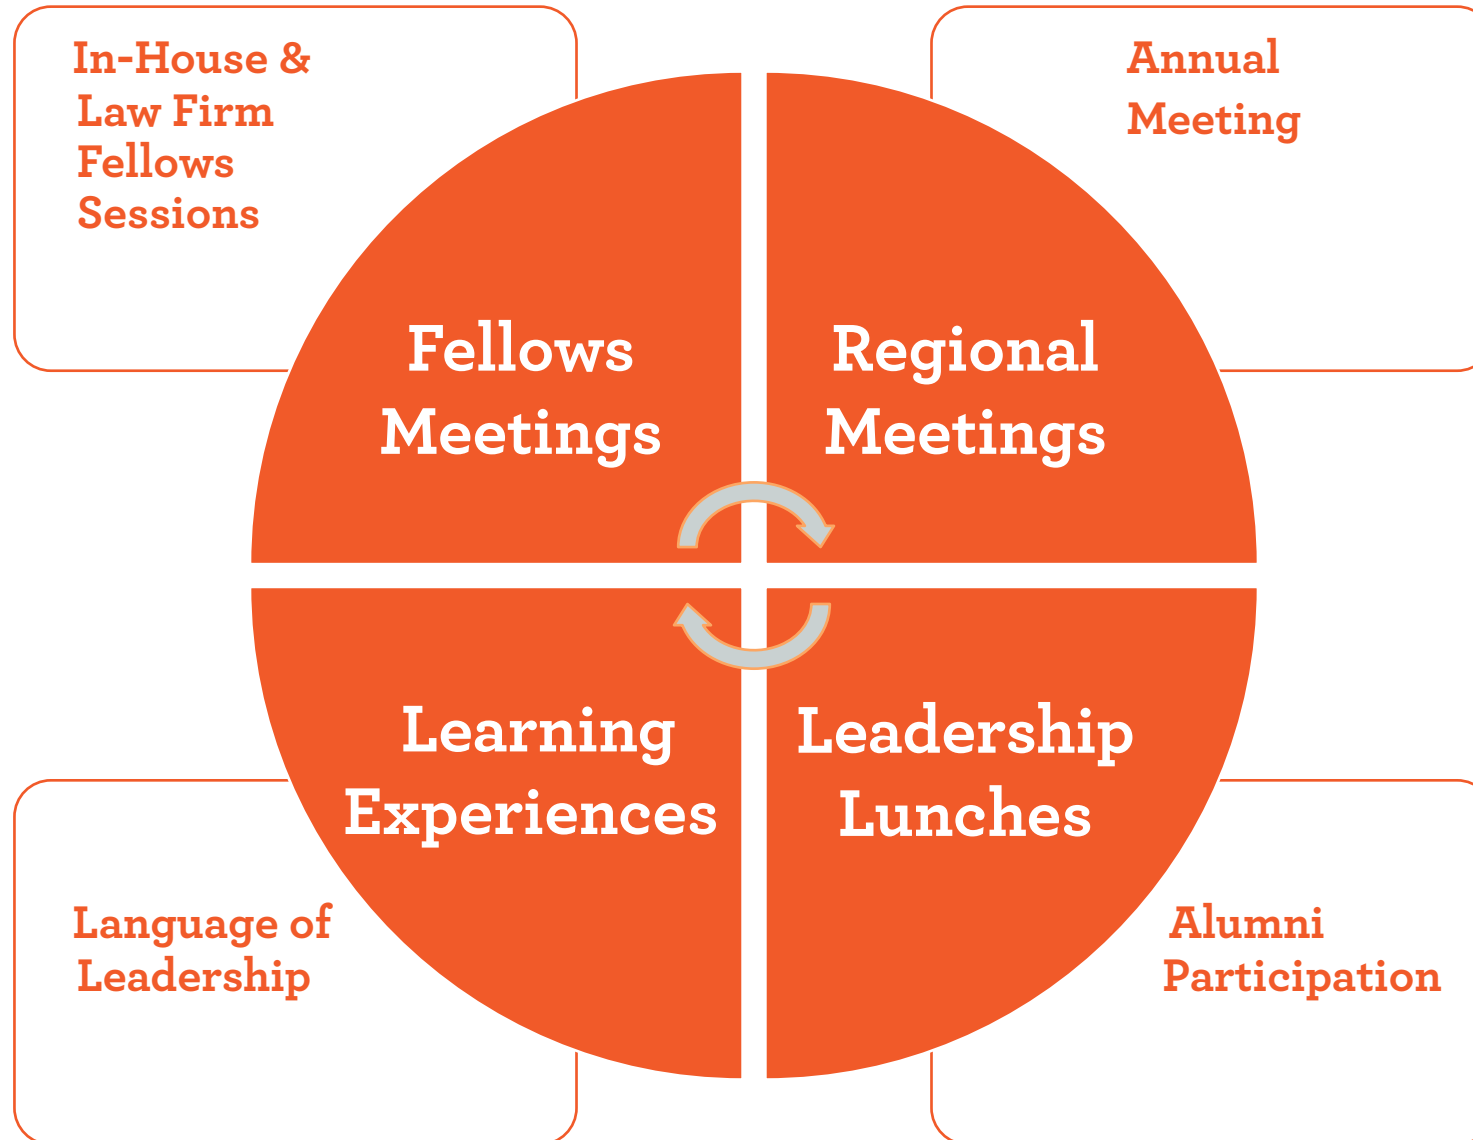 In-House &
Law Firm
Fellows
Sessions
Annual
Meeting
Fellows
Meetings
Regional
Meetings
Learning
Experiences
Leadership
Lunches
Language of
Leadership
Alumni
Participation